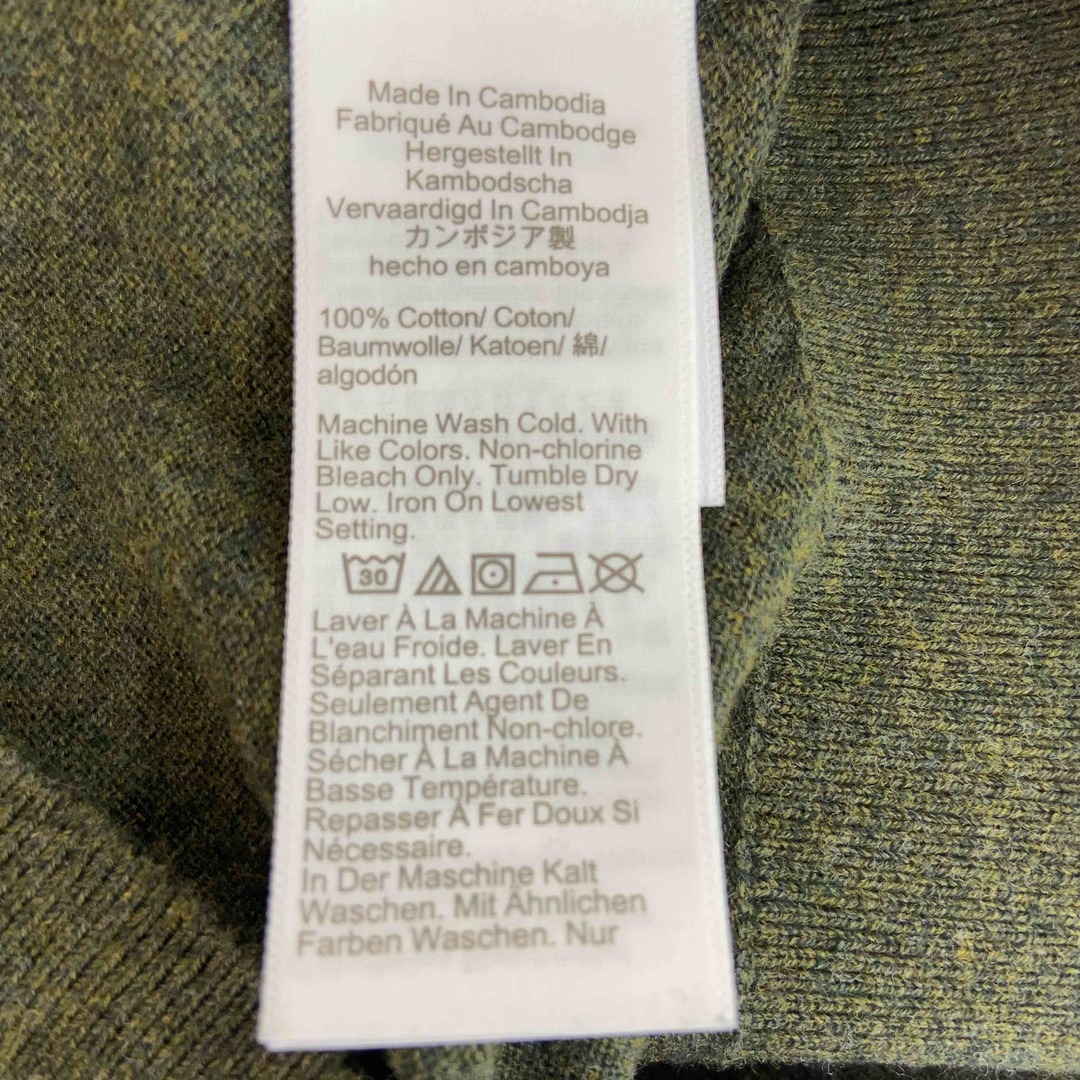 Made In Cambodia
Fabriqué Au Cambodge
Hergestellt In
Kambodscha
Vervaardigd In Cambodja
カンボジア製
hecho en camboya
100% Cotton/ Coton/
Baumwolle/ Katoen/ 綿/
algodón
Machine Wash Cold. With
Like Colors. Non-chlorine
Bleach Only. Tumble Dry
Low. Iron On Lowest
Setting.
30
Laver À La Machine À
L'eau Froide. Laver En
Séparant Les Couleurs.
Seulement Agent De
Blanchiment Non-chlore.
Sécher À La Machine À
Basse Température.
Repasser À Fer Doux Si
Nécessaire.
In Der Maschine Kalt
Waschen. Mit Ähnlichen
Farben Waschen. Nur